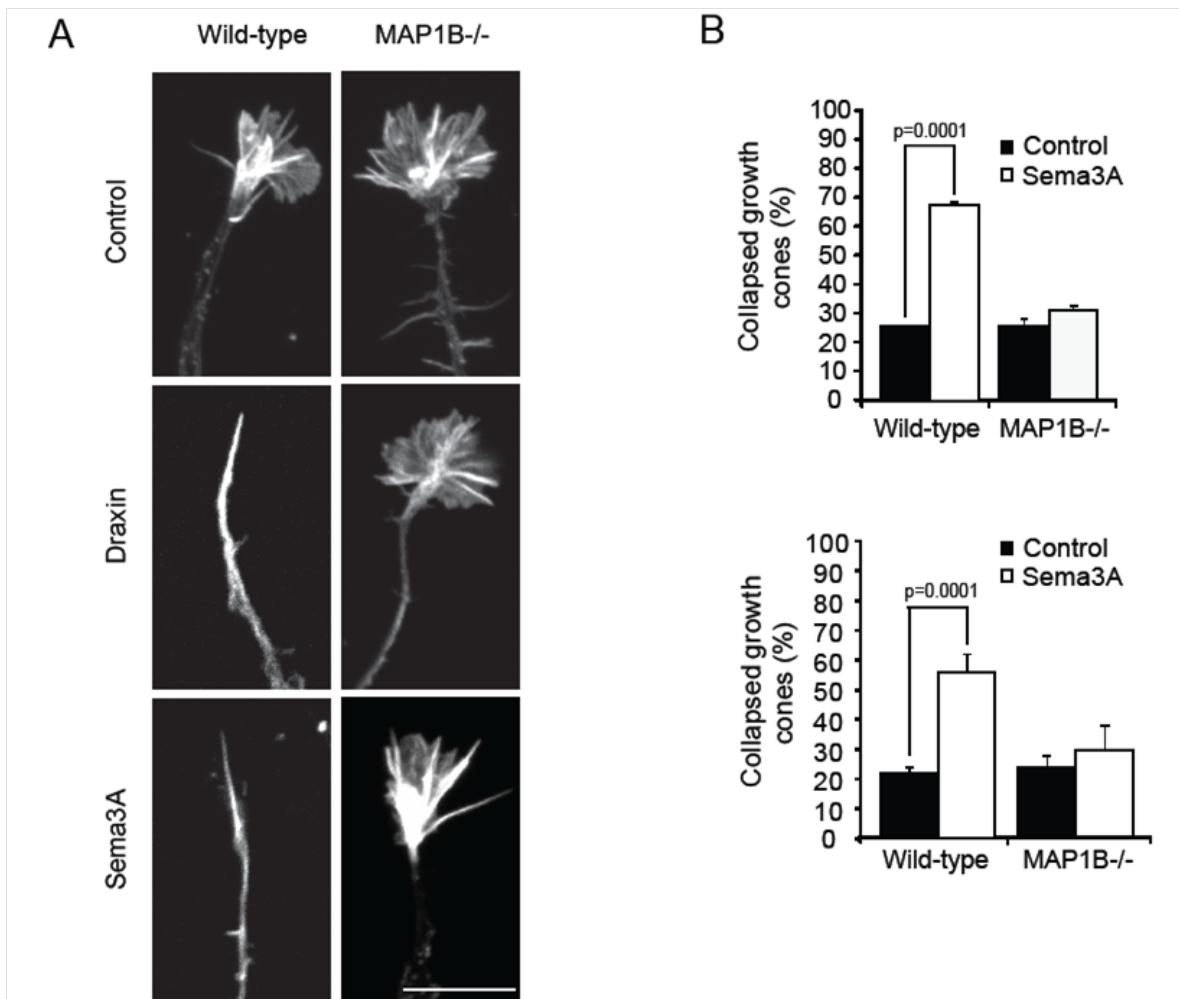 A
Wild-type
MAP1B-/-
Control
Draxin
Sema3A
B
100
90
80
70
60
50
40
30
20
10
0
Collapsed growth
cones (%)
p=0.0001
Control
Sema3A
Wild-type
MAP1B-/-
100
90
80
70
60
50
40
30
20
10
0
Collapsed growth
cones (%)
p=0.0001
Control
Sema3A
Wild-type
MAP1B-/-